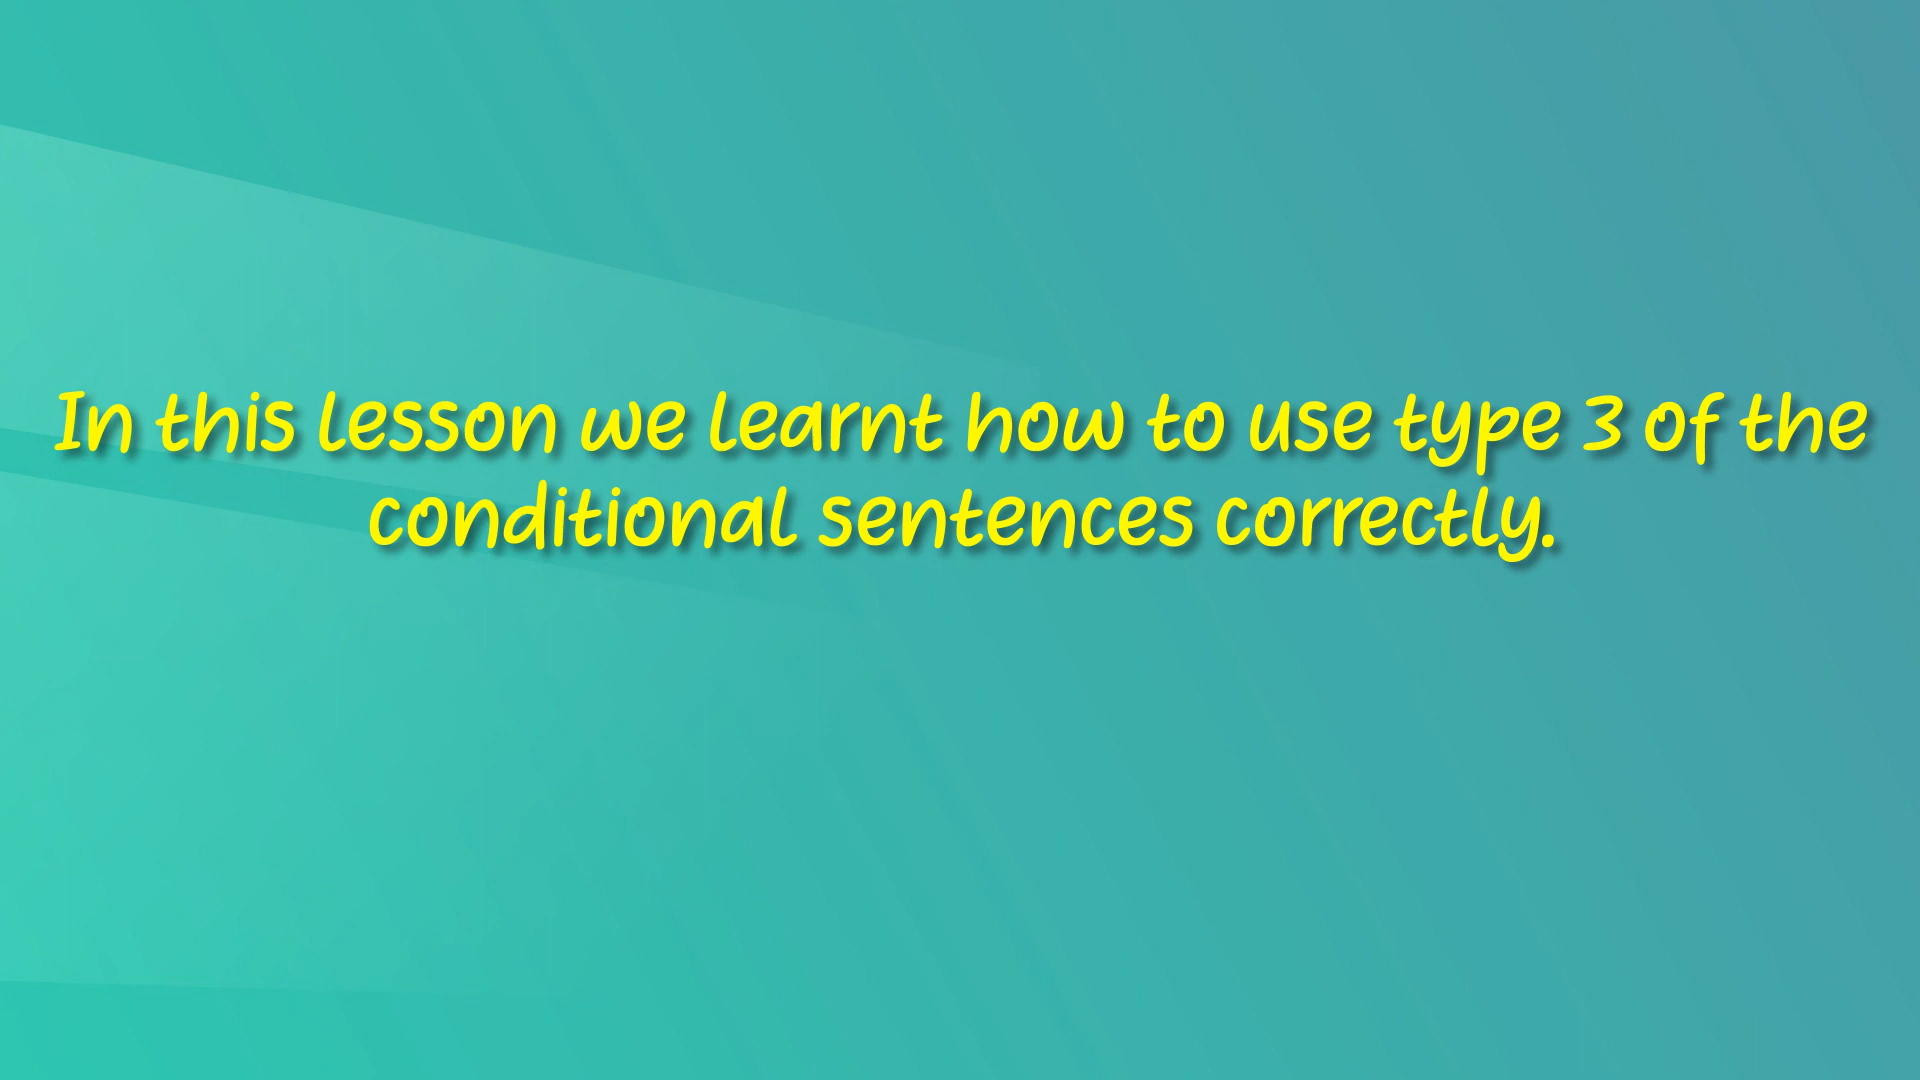 In this lesson we learnt how to use type 3 of the
conditional sentences correctly.